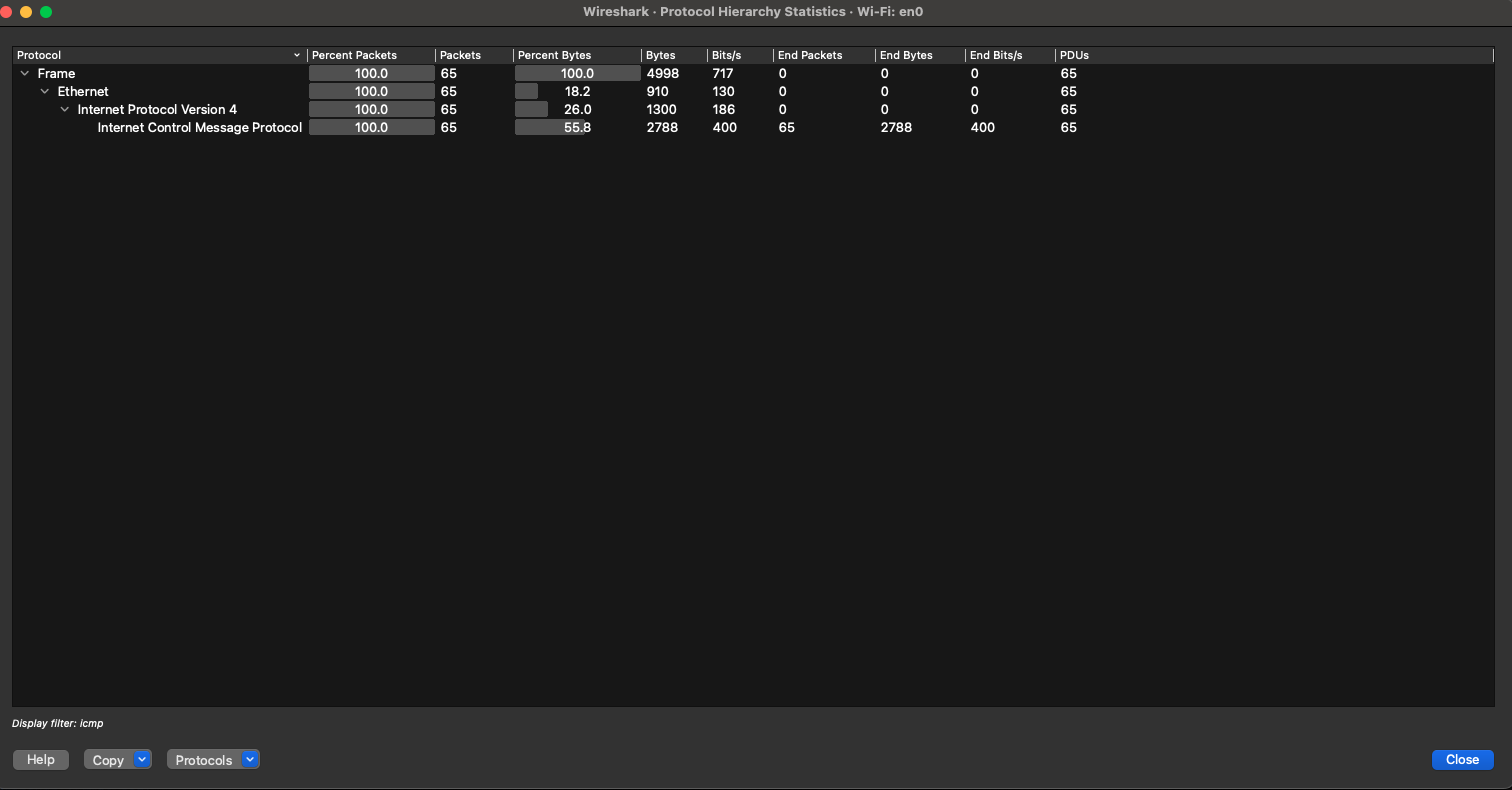 Wireshark · Protocol Hierarchy Statistics · Wi-Fi: en0
Protocol Percent Packets Packets Percent Bytes Bytes Bits/s End Packets End Bytes End Bits/s PDUs
Frame 100.0 65 100.0 4998 717 0 0 0 65
Ethernet 100.0 65 18.2 910 130 0 0 0 65
Internet Protocol Version 4 100.0 65 26.0 1300 186 0 0 0 65
Internet Control Message Protocol 100.0 65 55.8 2788 400 65 2788 400 65
Display filter: icmp
Help Copy Protocols Close